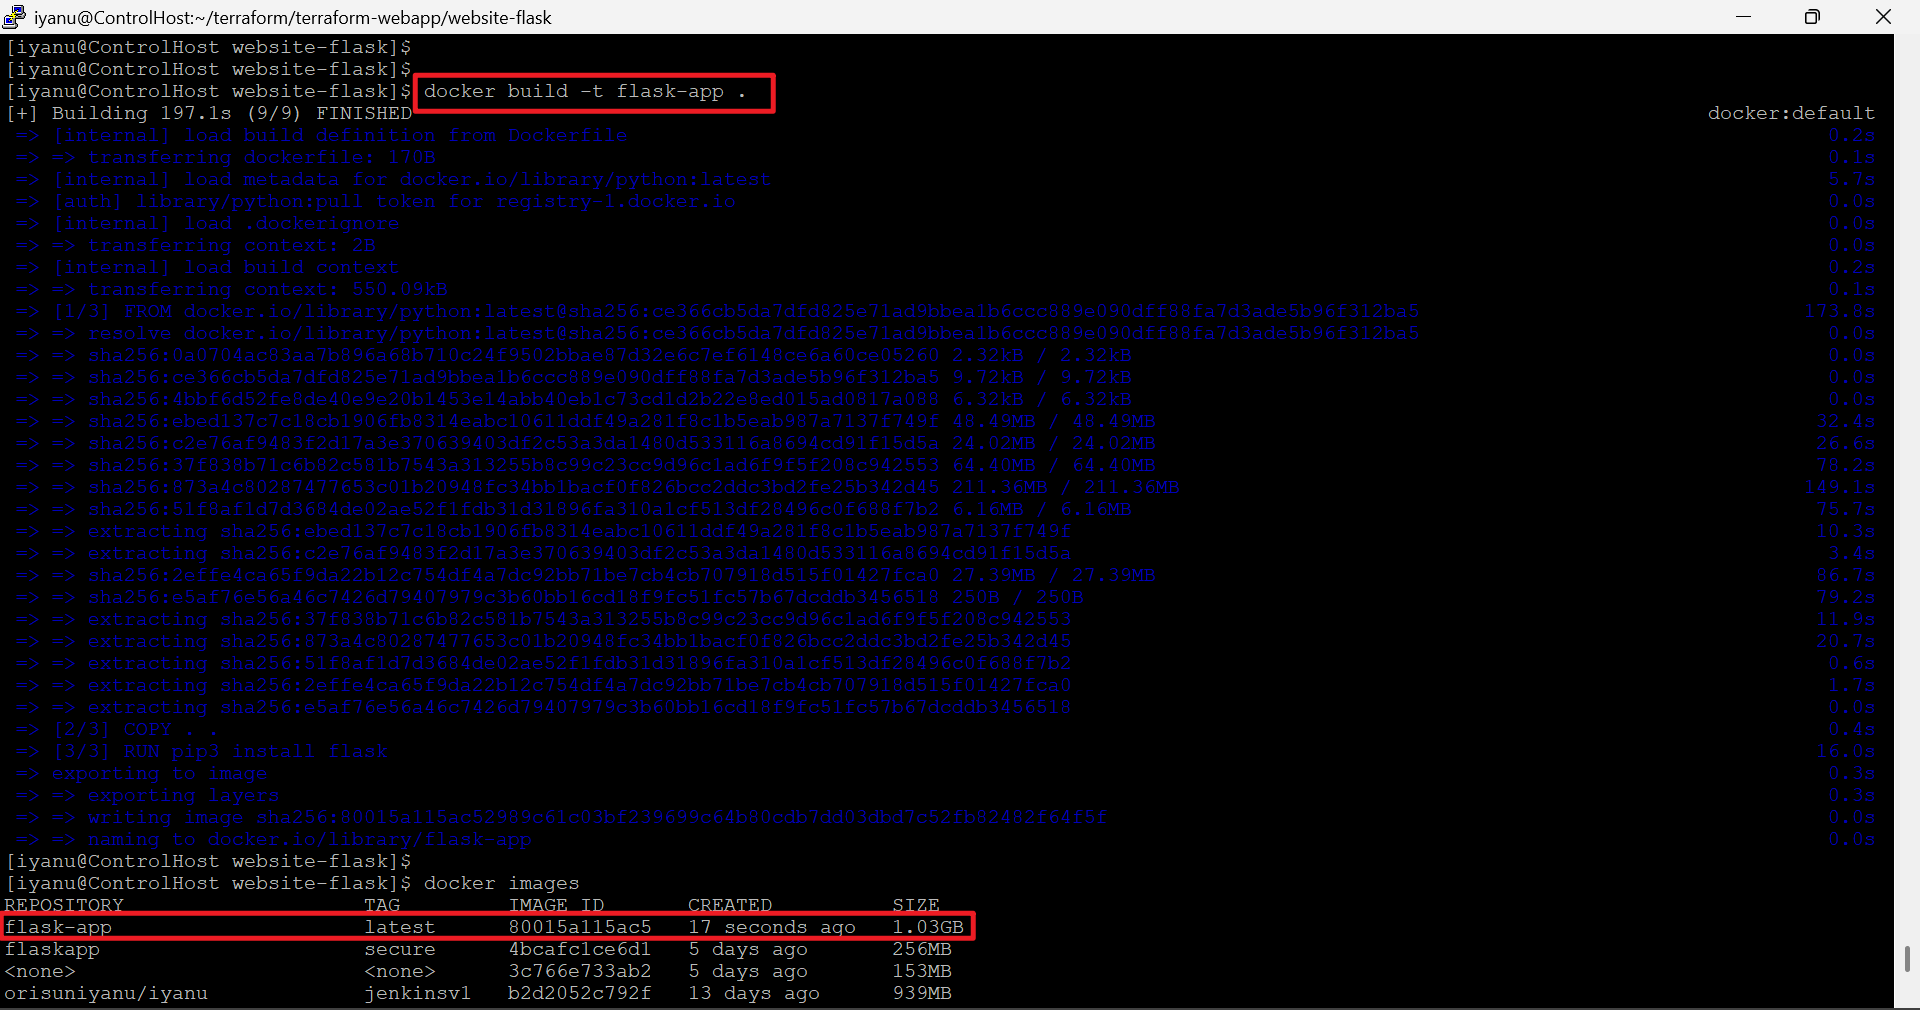 iyanu@ControlHost:~/terraform/terraform-webapp/website-flask
[iyanu@ControlHost website-flask]$
[iyanu@ControlHost website-flask]$
[iyanu@ControlHost website-flask]$ docker build -t flask-app .
[+] Building 197.1s (9/9) FINISHED docker:default
=> [internal] load build definition from Dockerfile 0.2s
=> => transferring dockerfile: 170B 0.1s
=> [internal] load metadata for docker.io/library/python:latest 5.7s
=> [auth] library/python:pull token for registry-1.docker.io 0.0s
=> [internal] load .dockerignore 0.0s
=> => transferring context: 2B 0.0s
=> [internal] load build context 0.2s
=> => transferring context: 550.09kB 0.1s
=> [1/3] FROM docker.io/library/python:latest@sha256:ce366cb5da7dfd825e71ad9bbea1b6ccc889e090dff88fa7d3ade5b96f312ba5 173.8s
=> => resolve docker.io/library/python:latest@sha256:ce366cb5da7dfd825e71ad9bbea1b6ccc889e090dff88fa7d3ade5b96f312ba5 0.0s
=> => sha256:0a0704ac83aa7b896a68b710c24f9502bbae87d32e6c7ef6148ce6a60ce05260 2.32kB / 2.32kB 0.0s
=> => sha256:ce366cb5da7dfd825e71ad9bbea1b6ccc889e090dff88fa7d3ade5b96f312ba5 9.72kB / 9.72kB 0.0s
=> => sha256:4bbf6d52fe8de40e9e20b1453e14abb40eb1c73cd1d2b22e8ed015ad0817a088 6.32kB / 6.32kB 0.0s
=> => sha256:ebed137c7c18cb1906fb8314eabc10611ddf49a281f8c1b5eab987a7137f749f 48.49MB / 48.49MB 32.4s
=> => sha256:c2e76af9483f2d17a3e370639403df2c53a3da1480d533116a8694cd91f15d5a 24.02MB / 24.02MB 26.6s
=> => sha256:37f838b71c6b82c581b7543a313255b8c99c23cc9d96c1ad6f9f5f208c942553 64.40MB / 64.40MB 78.2s
=> => sha256:873a4c80287477653c01b20948fc34bb1bacf0f826bcc2ddc3bd2fe25b342d45 211.36MB / 211.36MB 149.1s
=> => sha256:51f8af1d7d3684de02ae52f1fdb31d31896fa310a1cf513df28496c0f688f7b2 6.16MB / 6.16MB 75.7s
=> => extracting sha256:ebed137c7c18cb1906fb8314eabc10611ddf49a281f8c1b5eab987a7137f749f 10.3s
=> => extracting sha256:c2e76af9483f2d17a3e370639403df2c53a3da1480d533116a8694cd91f15d5a 3.4s
=> => sha256:2effe4ca65f9da22b12c754df4a7dc92bb71be7cb4cb707918d515f01427fca0 27.39MB / 27.39MB 86.7s
=> => sha256:e5af76e56a46c7426d79407979c3b60bb16cd18f9fc51fc57b67dcddb3456518 250B / 250B 79.2s
=> => extracting sha256:37f838b71c6b82c581b7543a313255b8c99c23cc9d96c1ad6f9f5f208c942553 11.9s
=> => extracting sha256:873a4c80287477653c01b20948fc34bb1bacf0f826bcc2ddc3bd2fe25b342d45 20.7s
=> => extracting sha256:51f8af1d7d3684de02ae52f1fdb31d31896fa310a1cf513df28496c0f688f7b2 0.6s
=> => extracting sha256:2effe4ca65f9da22b12c754df4a7dc92bb71be7cb4cb707918d515f01427fca0 1.7s
=> => extracting sha256:e5af76e56a46c7426d79407979c3b60bb16cd18f9fc51fc57b67dcddb3456518 0.0s
=> [2/3] COPY . . 0.4s
=> [3/3] RUN pip3 install flask 16.0s
=> exporting to image 0.3s
=> => exporting layers 0.3s
=> => writing image sha256:80015a115ac52989c61c03bf239699c64b80cdb7dd03dbd7c52fb82482f64f5f 0.0s
=> => naming to docker.io/library/flask-app 0.0s
[iyanu@ControlHost website-flask]$
[iyanu@ControlHost website-flask]$ docker images
REPOSITORY TAG IMAGE ID CREATED SIZE
flask-app latest 80015a115ac5 17 seconds ago 1.03GB
flaskapp secure 4bcafc1ce6d1 5 days ago 256MB
<none> <none> 3c766e733ab2 5 days ago 153MB
orisuniyanu/iyanu jenkinsv1 b2d2052c792f 13 days ago 939MB